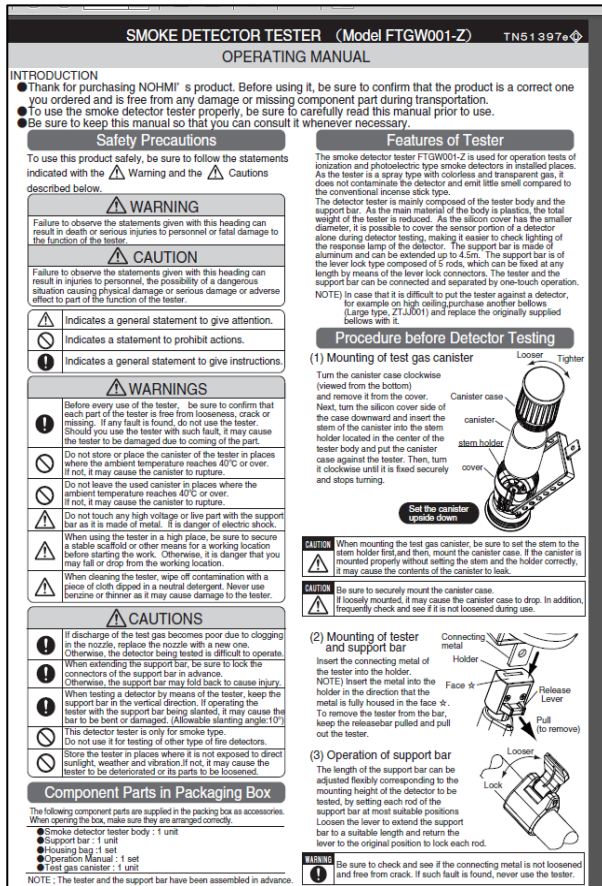 SMOKE DETECTOR TESTER (Model FTGW001-Z) TN51397e
OPERATING MANUAL
INTRODUCTION
●Thank for purchasing NOHMI's product. Before using it, be sure to confirm that the product is a correct one
you ordered and is free from any damage or missing component part during transportation.
●To use the smoke detector tester properly, be sure to carefully read this manual prior to use.
●Be sure to keep this manual so that you can consult it whenever necessary.
Safety Precautions
To use this product safely, be sure to follow the statements
indicated with the ⚠ Warning and the ⚠ Cautions
described below.
⚠ WARNING
Failure to observe the statements given with this heading can
result in death or serious injuries to personnel or fatal damage to
the function of the tester.
⚠ CAUTION
Failure to observe the statements given with this heading can
result in injuries to personnel, the possibility of a dangerous
situation causing physical damage or serious damage or adverse
effect to part of the function of the tester.
Indicates a general statement to give attention.
Indicates a statement to prohibit actions.
Indicates a general statement to give instructions.
⚠ WARNINGS
Before every use of the tester, be sure to confirm that
each part of the tester is free from looseness, crack or
missing. If any fault is found, do not use the tester.
Should you use the tester with such fault, it may cause
the tester to be damaged due to coming of the part.
Do not store or place the canister of the tester in places
where the ambient temperature reaches 40℃ or over.
If not, it may cause the canister to rupture.
Do not leave the used canister in places where the
ambient temperature reaches 40℃ or over.
If not, it may cause the canister to rupture.
Do not touch any high voltage or live part with the support
bar as it is made of metal. It is danger of electric shock.
When using the tester in a high place, be sure to secure
a stable scaffold or other means for a working location
before starting the work. Otherwise, it is danger that you
may fall or drop from the working location.
When cleaning the tester, wipe off contamination with a
piece of cloth dipped in a neutral detergent. Never use
benzine or thinner as it may cause damage to the tester.
⚠ CAUTIONS
If discharge of the test gas becomes poor due to clogging
in the nozzle, replace the nozzle with a new one.
Otherwise, the detector being tested is difficult to operate.
When extending the support bar, be sure to lock the
connectors of the support bar in advance.
Otherwise, the support bar may fold back to cause injury.
When testing a detector by means of the tester, keep the
support bar in the vertical direction. If operating the
tester with the support bar being slanted, it may cause the
bar to be bent or damaged. (Allowable slanting angle:10°)
This detector tester is only for smoke type.
Do not use it for testing of other type of fire detectors.
Store the tester in places where it is not exposed to direct
sunlight, weather and vibration.If not,it may cause the
tester to be deteriorated or its parts to be loosened.
Component Parts in Packaging Box
The following component parts are supplied in the packing box as accessories.
When opening the box, make sure they are arranged correctly.
●Smoke detector tester body : 1 unit
●Support bar : 1 unit
●Housing bag :1 set
●Operation Manual : 1 set
●Test gas canister : 1 unit
NOTE ; The tester and the support bar have been assembled in advance.
Features of Tester
The smoke detector tester FTGW001-Z is used for operation tests of
ionization and photoelectric type smoke detectors in installed places.
As the tester is a spray type with colorless and transparent gas, it
does not contaminate the detector and emit little smell compared to
the conventional incense stick type.
The detector tester is mainly composed of the tester body and the
support bar. As the main material of the body is plastics, the total
weight of the tester is reduced. As the silicon cover has the smaller
diameter, it is possible to cover the sensor portion of a detector
alone during detector testing, making it easier to check lighting of
the response lamp of the detector. The support bar is made of
aluminum and can be extended up to 4.5m. The support bar is of
the lever lock type composed of 5 rods, which can be fixed at any
length by means of the lever lock connectors. The tester and the
support bar can be connected and separated by one-touch operation.
NOTE) In case that it is difficult to put the tester against a detector,
for example on high ceiling,purchase another bellows
(Large type, ZTJJ001) and replace the originally supplied
bellows with it.
Procedure before Detector Testing
(1) Mounting of test gas canister
Turn the canister case clockwise
(viewed from the bottom)
and remove it from the cover.
Next, turn the silicon cover side of
the case downward and insert the
stem of the canister into the stem
holder located in the center of the
tester body and put the canister
case against the tester. Then, turn
it clockwise until it is fixed securely
and stops turning.
Looser
Tighter
Canister case
canister
stem holder
cover
Set the canister
upside down
CAUTION
When mounting the test gas canister, be sure to set the stem to the
stem holder first,and then, mount the canister case. If the canister is
mounted properly without setting the stem and the holder correctly,
it may cause the contents of the canister to leak.
CAUTION
Be sure to securely mount the canister case.
If loosely mounted, it may cause the canister case to drop. In addition,
frequently check and see if it is not loosened during use.
(2) Mounting of tester
and support bar
Insert the connecting metal of
the tester into the holder.
NOTE) Insert the metal into the
holder in the direction that the
metal is fully housed in the face ☆.
To remove the tester from the bar,
keep the releasebar pulled and pull
out the tester.
Connecting
metal
Holder
Face ☆
Release
Lever
Pull
(to remove)
(3) Operation of support bar
The length of the support bar can be
adjusted flexibly corresponding to the
mounting height of the detector to be
tested, by setting each rod of the
support bar at most suitable positions
Loosen the lever to extend the support
bar to a suitable length and return the
lever to the original position to lock each rod.
Looser
Lock
WARNING
Be sure to check and see if the connecting metal is not loosened
and free from crack. If such fault is found, never use the tester.